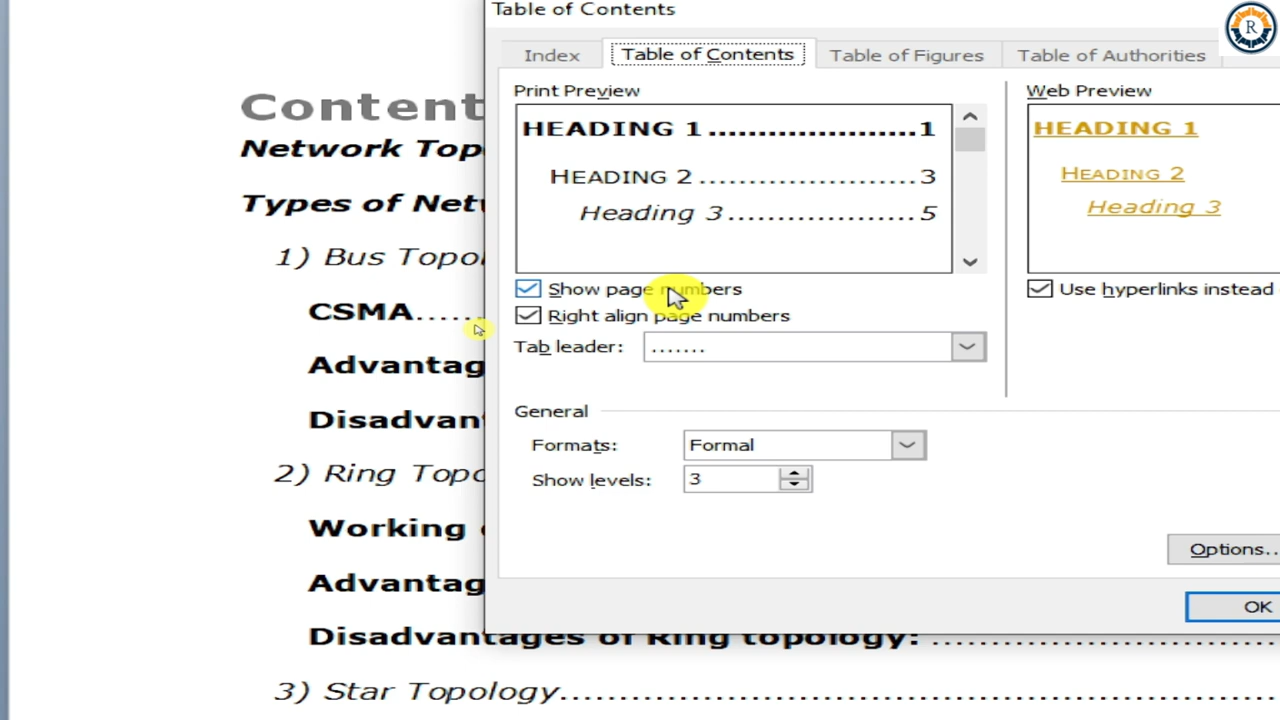 Table of Contents
R
Index
Table of Contents
Table of Figures
Table of Authorities
Print Preview
Web Preview
HEADING 1.....................1
HEADING 2......................3
Heading 3....................5
HEADING 1
HEADING 2
Heading 3
Show page numbers
Use hyperlinks instead
Right align page numbers
Tab leader: .......
General
Formats: Formal
Show levels: 3
Options..
OK
Content
Network Top
Types of Net
1) Bus Topol
CSMA.....
Advantag
Disadvant
2) Ring Topo
Working
Advantag
Disadvantages of Ring topology: ..........................
3) Star Topology......................................................